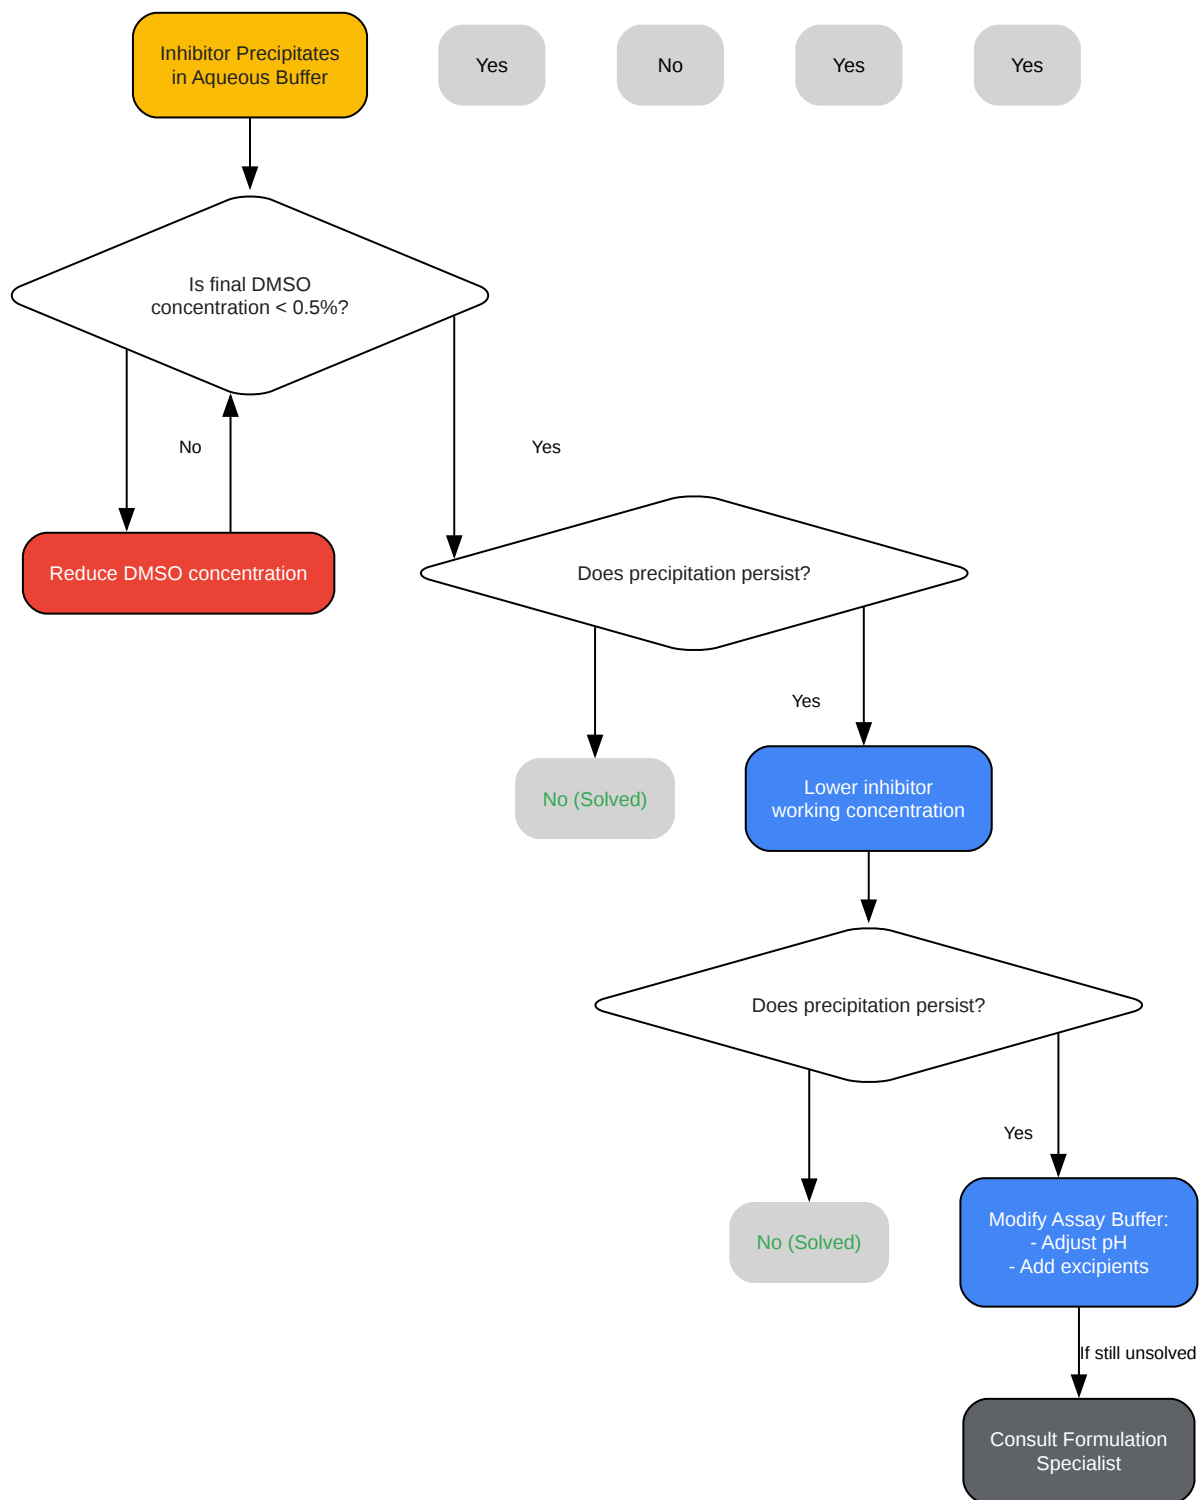 Inhibitor Precipitates
in Aqueous Buffer
Yes
No
Yes
Yes
Is final DMSO
concentration < 0.5%?
No
Yes
Reduce DMSO concentration
Does precipitation persist?
Yes
No (Solved)
Lower inhibitor
working concentration
Does precipitation persist?
Yes
No (Solved)
Modify Assay Buffer:
- Adjust pH
- Add excipients
If still unsolved
Consult Formulation
Specialist